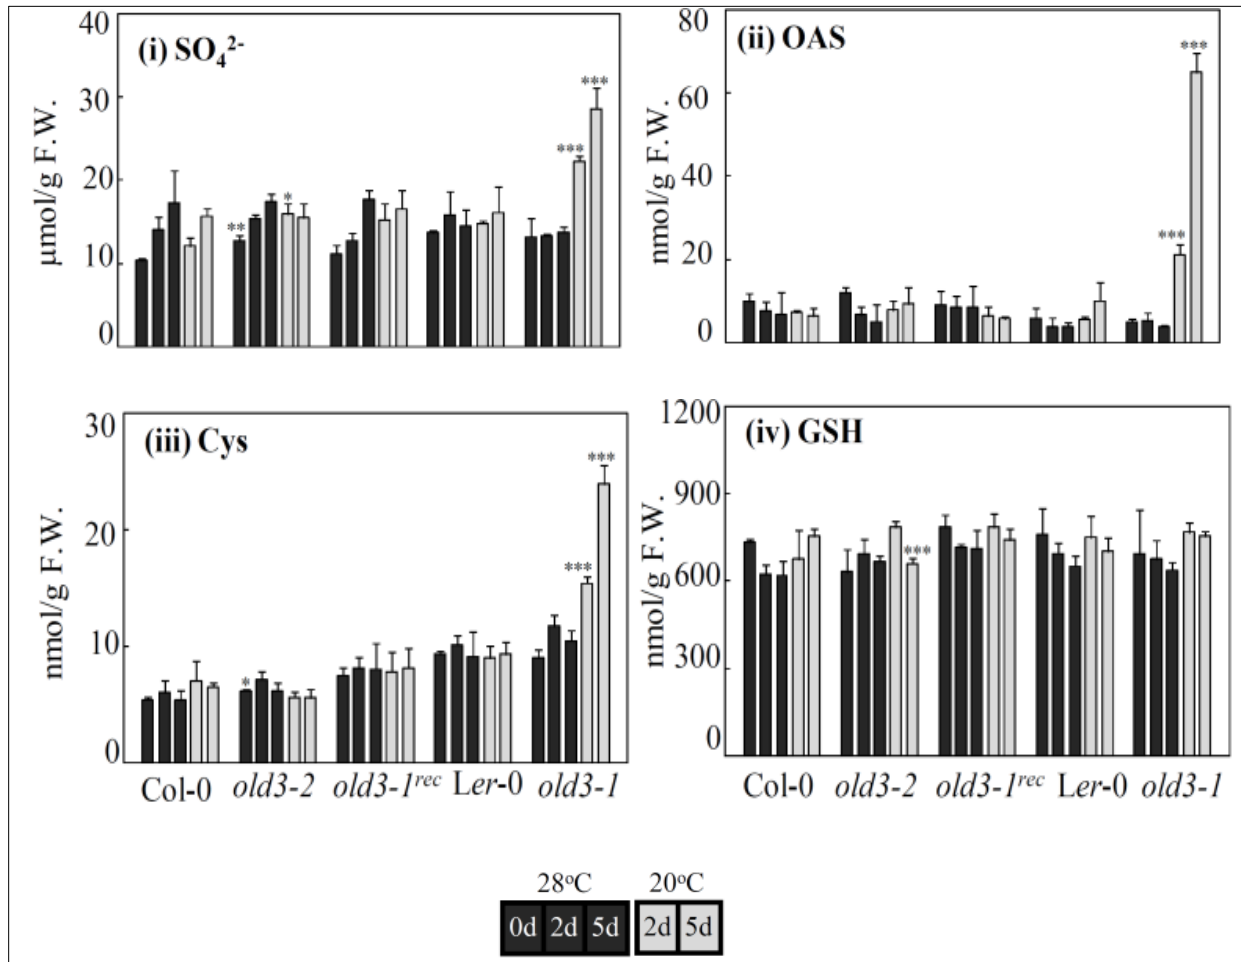 (i) SO₄²⁻
µmol/g F.W.
40
30
20
10
0
**
*
***
***
(ii) OAS
nmol/g F.W.
80
60
40
20
0
***
***
(iii) Cys
nmol/g F.W.
30
20
10
0
*
***
***
Col-0 old3-2 old3-1ʳᵉᶜ Ler-0 old3-1
(iv) GSH
nmol/g F.W.
1200
900
600
300
0
***
Col-0 old3-2 old3-1ʳᵉᶜ Ler-0 old3-1
28°C 20°C
0d 2d 5d 2d 5d